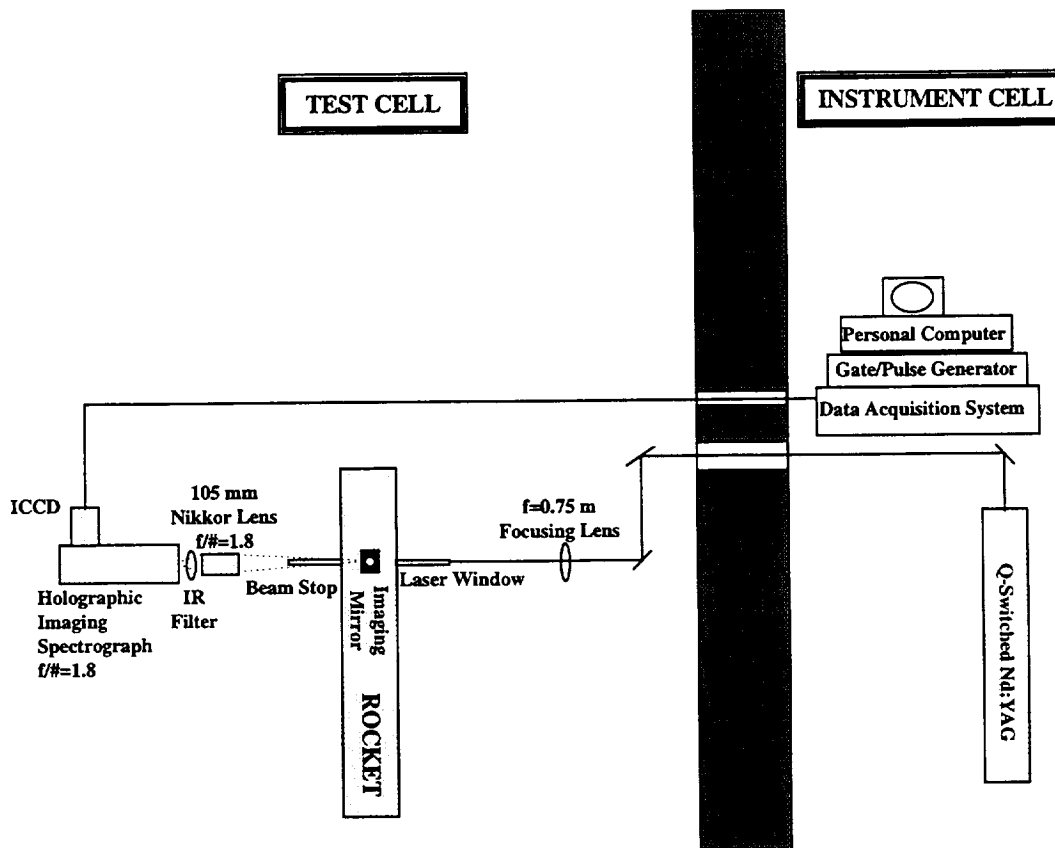 TEST CELL
INSTRUMENT CELL
Personal Computer
Gate/Pulse Generator
Data Acquisition System
ICCD
105 mm
Nikkor Lens
f/#=1.8
f=0.75 m
Focusing Lens
Beam Stop
Laser Window
Holographic
Imaging
Spectrograph
f/#=1.8
IR
Filter
Imaging
Mirror
ROCKET
Q-Switched Nd:YAG